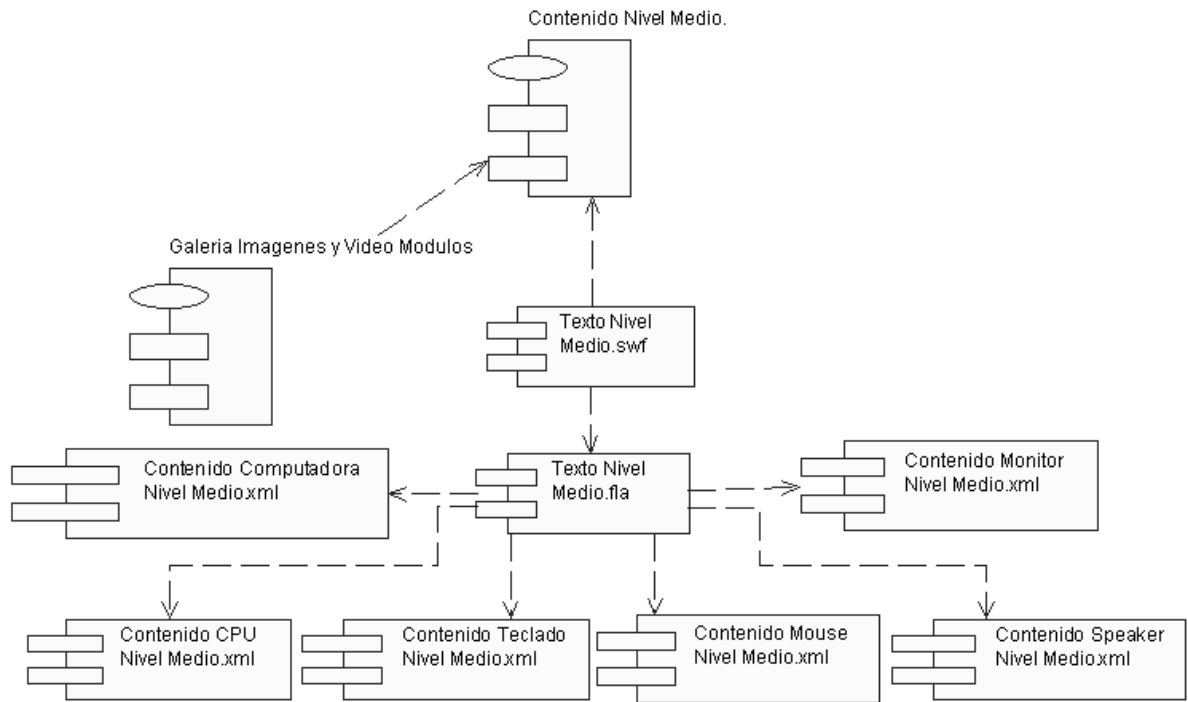 Contenido Nivel Medio.
Galeria Imagenes y Video Modulos
Texto Nivel
Medio.swf
Contenido Computadora
Nivel Medio.xml
Texto Nivel
Medio.fla
Contenido Monitor
Nivel Medio.xml
Contenido CPU
Nivel Medio.xml
Contenido Teclado
Nivel Medio.xml
Contenido Mouse
Nivel Medio.xml
Contenido Speaker
Nivel Medio.xml